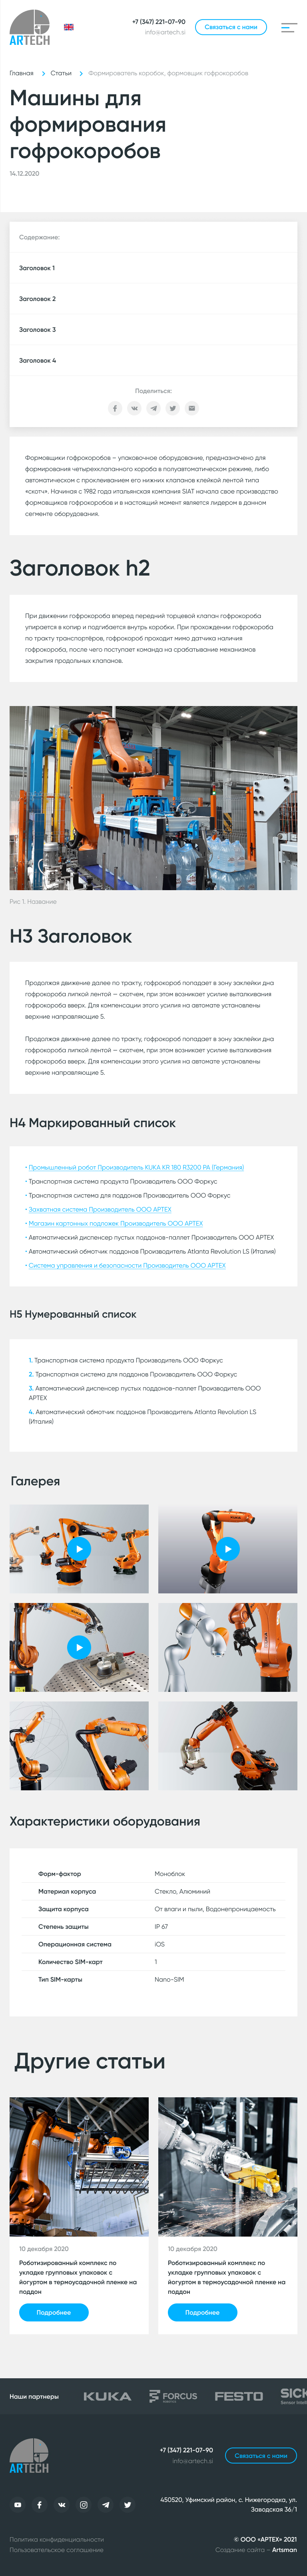 ARTECH
+7 (347) 221-07-90
info@artech.si
Связаться с нами
Главная > Статьи > Формирователь коробок, формовщик гофрокоробов
Машины для
формирования
гофрокоробов
14.12.2020
Содержание:
Заголовок 1
Заголовок 2
Заголовок 3
Заголовок 4
Поделиться:
Формовщики гофрокоробов – упаковочное оборудование, предназначено для
формирования четырехклапанного короба в полуавтоматическом режиме, либо
автоматическом с проклеиванием его нижних клапанов клейкой лентой типа
«скотч». Начиная с 1982 года итальянская компания SIAT начала свое производство
формовщиков гофрокоробов и в настоящий момент является лидером в данном
сегменте оборудования.
Заголовок h2
При движении гофрокороба вперед передний торцевой клапан гофрокороба
упирается в копир и подгибается внутрь коробки. При прохождении гофрокороба
по тракту транспортёров, гофрокороб проходит мимо датчика наличия
гофрокороба, после чего поступает команда на срабатывание механизмов
закрытия продольных клапанов.
Рис 1. Название
H3 Заголовок
Продолжая движение далее по тракту, гофрокороб попадает в зону заклейки дна
гофрокороба липкой лентой — скотчем, при этом возникает усилие выталкивания
гофрокороба вверх. Для компенсации этого усилия на автомате установлены
верхние направляющие 5.
Продолжая движение далее по тракту, гофрокороб попадает в зону заклейки дна
гофрокороба липкой лентой — скотчем, при этом возникает усилие выталкивания
гофрокороба вверх. Для компенсации этого усилия на автомате установлены
верхние направляющие 5.
H4 Маркированный список
• Промышленный робот Производитель KUKA KR 180 R3200 PA (Германия)
• Транспортная система продукта Производитель ООО Форкус
• Транспортная система для поддонов Производитель ООО Форкус
• Захватная система Производитель ООО АРТЕХ
• Магазин картонных подложек Производитель ООО АРТЕХ
• Автоматический диспенсер пустых поддонов-паллет Производитель ООО АРТЕХ
• Автоматический обмотчик поддонов Производитель Atlanta Revolution LS (Италия)
• Система управления и безопасности Производитель ООО АРТЕХ
H5 Нумерованный список
1. Транспортная система продукта Производитель ООО Форкус
2. Транспортная система для поддонов Производитель ООО Форкус
3. Автоматический диспенсер пустых поддонов-паллет Производитель ООО
АРТЕХ
4. Автоматический обмотчик поддонов Производитель Atlanta Revolution LS
(Италия)
Галерея
Характеристики оборудования
Форм-фактор Моноблок
Материал корпуса Стекло, Алюминий
Защита корпуса От влаги и пыли, Водонепроницаемость
Степень защиты IP 67
Операционная система iOS
Количество SIM-карт 1
Тип SIM-карты Nano-SIM
Другие статьи
10 декабря 2020
Роботизированный комплекс по
укладке групповых упаковок с
йогуртом в термоусадочной пленке на
поддон
Подробнее
10 декабря 2020
Роботизированный комплекс по
укладке групповых упаковок с
йогуртом в термоусадочной пленке на
поддон
Подробнее
Наши партнеры
KUKA
FORCUS
FESTO
SICK
Sensor Intelli
ARTECH
+7 (347) 221-07-90
info@artech.si
Связаться с нами
450520, Уфимский район, с. Нижегородка, ул.
Заводская 36/1
Политика конфиденциальности
Пользовательское соглашение
© ООО «АРТЕХ» 2021
Создание сайта – Artsman